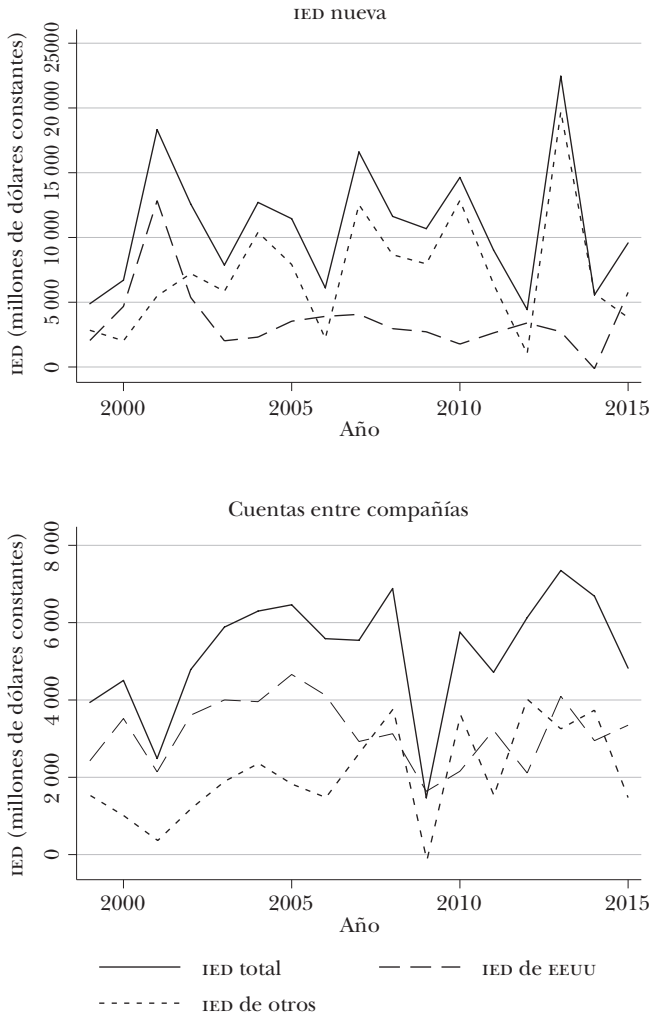 IED nueva
IED (millones de dólares constantes)
25000
20 000
15 000
10 000
5 000
0
2000 2005 2010 2015
Año
Cuentas entre compañías
IED (millones de dólares constantes)
8 000
6 000
4 000
2 000
0
2000 2005 2010 2015
Año
IED total IED de EEUU
IED de otros